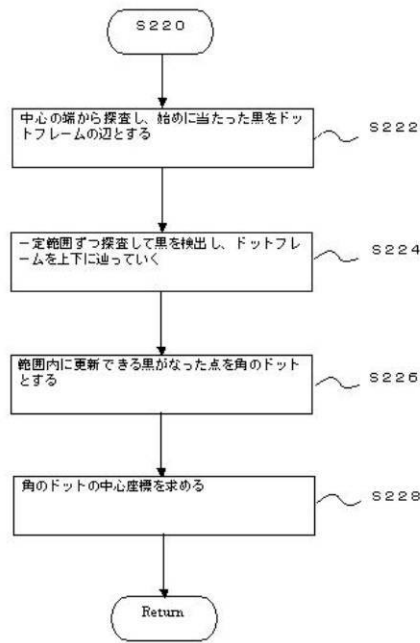 S220
中心の端から探査し、始めに当たった黒をドッ
トフレームの辺とする
S222
一定範囲ずつ探査して黒を検出し、ドットフレー
ムを上下に辿っていく
S224
範囲内に更新できる黒がなった点を角のドット
とする
S226
角のドットの中心座標を求める
S228
Return